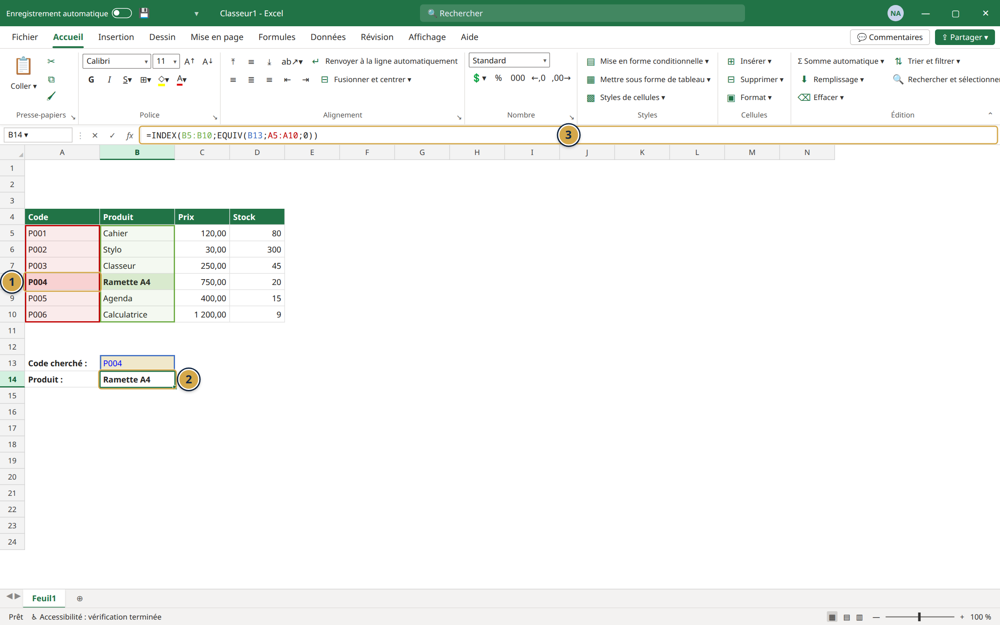 Enregistrement automatique
Classeur1 - Excel
Rechercher
NA
Fichier Accueil Insertion Dessin Mise en page Formules Données Révision Affichage Aide
Commentaires
Partager
Coller
Presse-papiers
Calibri 11
G I S A
Police
ab
Renvoyer à la ligne automatiquement
Fusionner et centrer
Alignement
Standard
% 000 ←,0 ,00→
Nombre
Mise en forme conditionnelle
Mettre sous forme de tableau
Styles de cellules
Styles
Insérer
Supprimer
Format
Cellules
Σ Somme automatique
Remplissage
Effacer
Trier et filtrer
Rechercher et sélectionner
Édition
B14
fx
=INDEX(B5:B10;EQUIV(B13;A5:A10;0))
3
A B C D E F G H I J K L M N
1
2
3
4 Code Produit Prix Stock
5 P001 Cahier 120,00 80
6 P002 Stylo 30,00 300
7 P003 Classeur 250,00 45
1 P004 Ramette A4 750,00 20
9 P005 Agenda 400,00 15
10 P006 Calculatrice 1 200,00 9
11
12
13 Code cherché : P004
14 Produit : Ramette A4 2
15
16
17
18
19
20
21
22
23
24
Feuil1
Prêt
Accessibilité : vérification terminée
— + 100 %